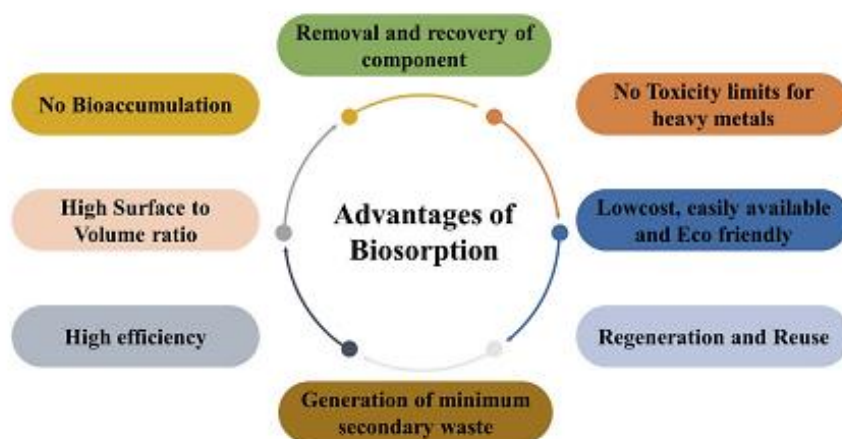 Removal and recovery of
component
No Bioaccumulation
No Toxicity limits for
heavy metals
High Surface to
Volume ratio
Advantages of
Biosorption
Lowcost, easily available
and Eco friendly
High efficiency
Regeneration and Reuse
Generation of minimum
secondary waste